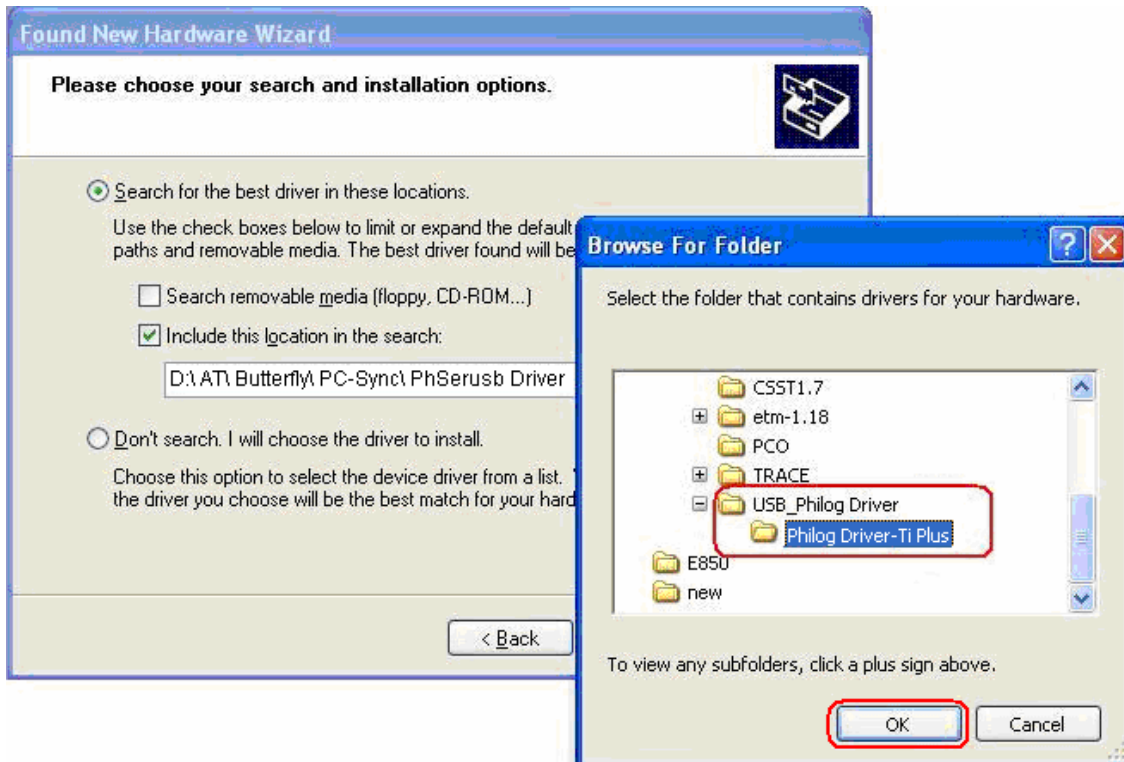 Found New Hardware Wizard
Please choose your search and installation options.
Search for the best driver in these locations.
Use the check boxes below to limit or expand the default
paths and removable media. The best driver found will be
Search removable media (floppy, CD-ROM...)
Include this location in the search:
D:\ AT\ Butterfly\ PC-Sync\ PhSerusb Driver
Don't search. I will choose the driver to install.
Choose this option to select the device driver from a list.
the driver you choose will be the best match for your hard
< Back
Browse For Folder
Select the folder that contains drivers for your hardware.
CSST1.7
etm-1.18
PCO
TRACE
USB_Philog Driver
Philog Driver-Ti Plus
E850
new
To view any subfolders, click a plus sign above.
OK
Cancel